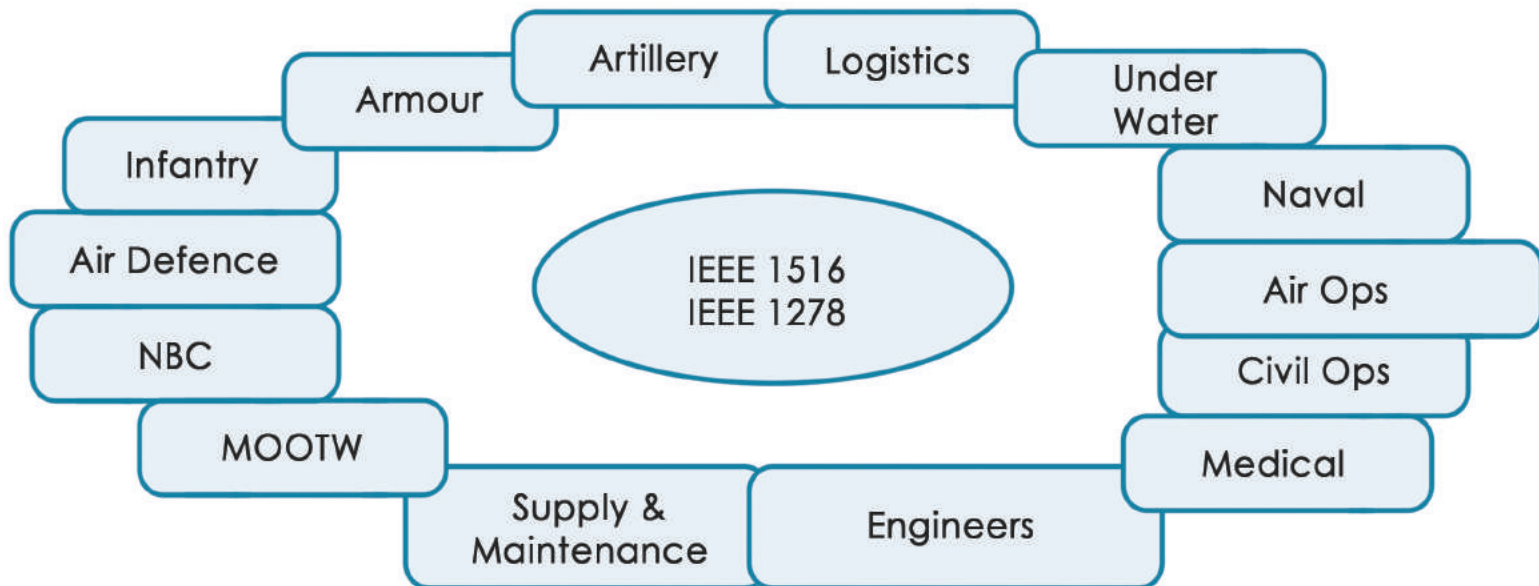 Artillery
Logistics
Armour
Under
Water
Infantry
Naval
Air Defence
IEEE 1516
IEEE 1278
Air Ops
NBC
Civil Ops
MOOTW
Medical
Supply &
Maintenance
Engineers